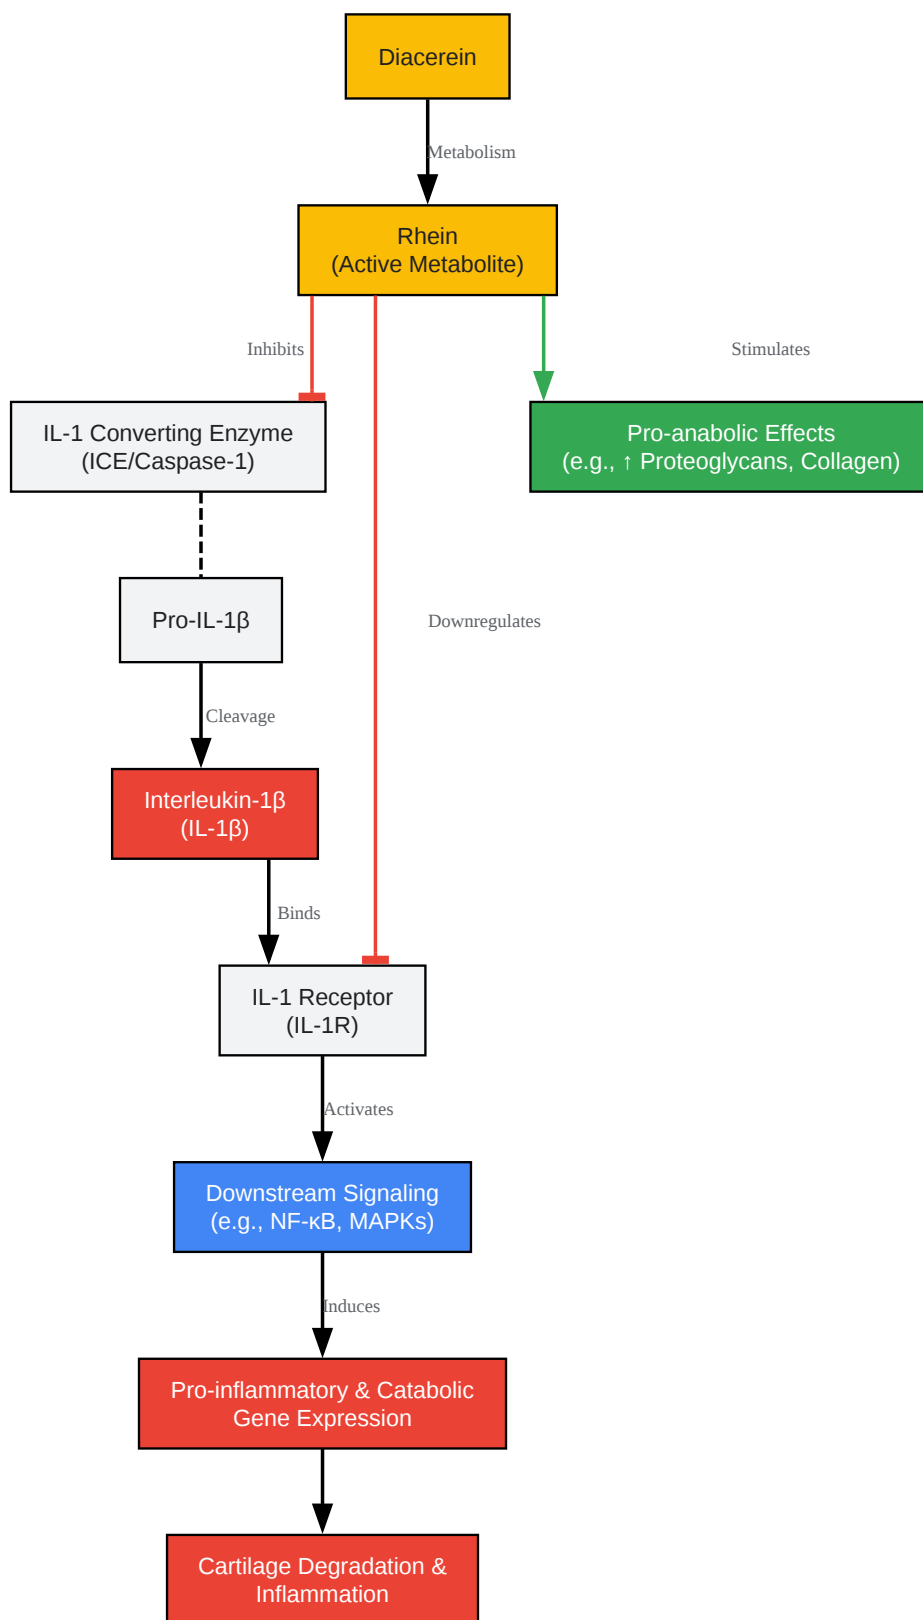 Diacerein
Metabolism
Rhein
(Active Metabolite)
Inhibits
Stimulates
IL-1 Converting Enzyme
(ICE/Caspase-1)
Pro-anabolic Effects
(e.g., ↑ Proteoglycans, Collagen)
Pro-IL-1β
Downregulates
Cleavage
Interleukin-1β
(IL-1β)
Binds
IL-1 Receptor
(IL-1R)
Activates
Downstream Signaling
(e.g., NF-κB, MAPKs)
Induces
Pro-inflammatory & Catabolic
Gene Expression
Cartilage Degradation &
Inflammation